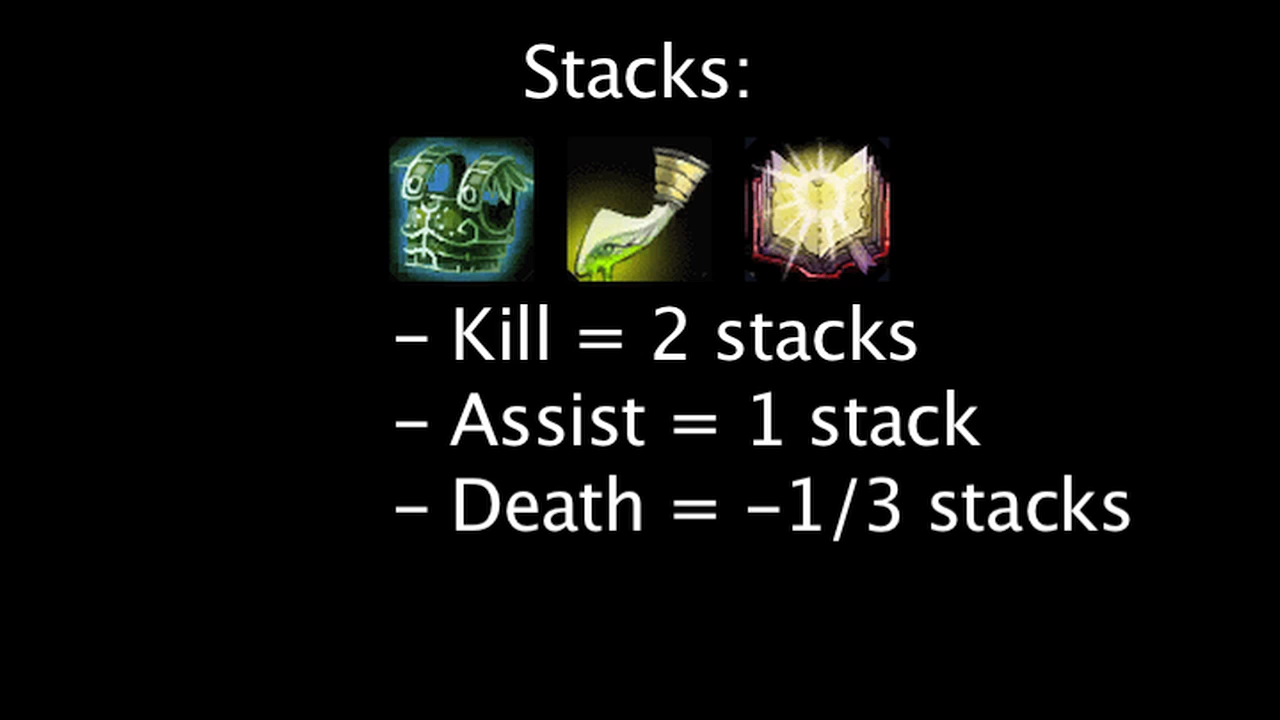 Stacks:
– Kill = 2 stacks
– Assist = 1 stack
– Death = –1/3 stacks